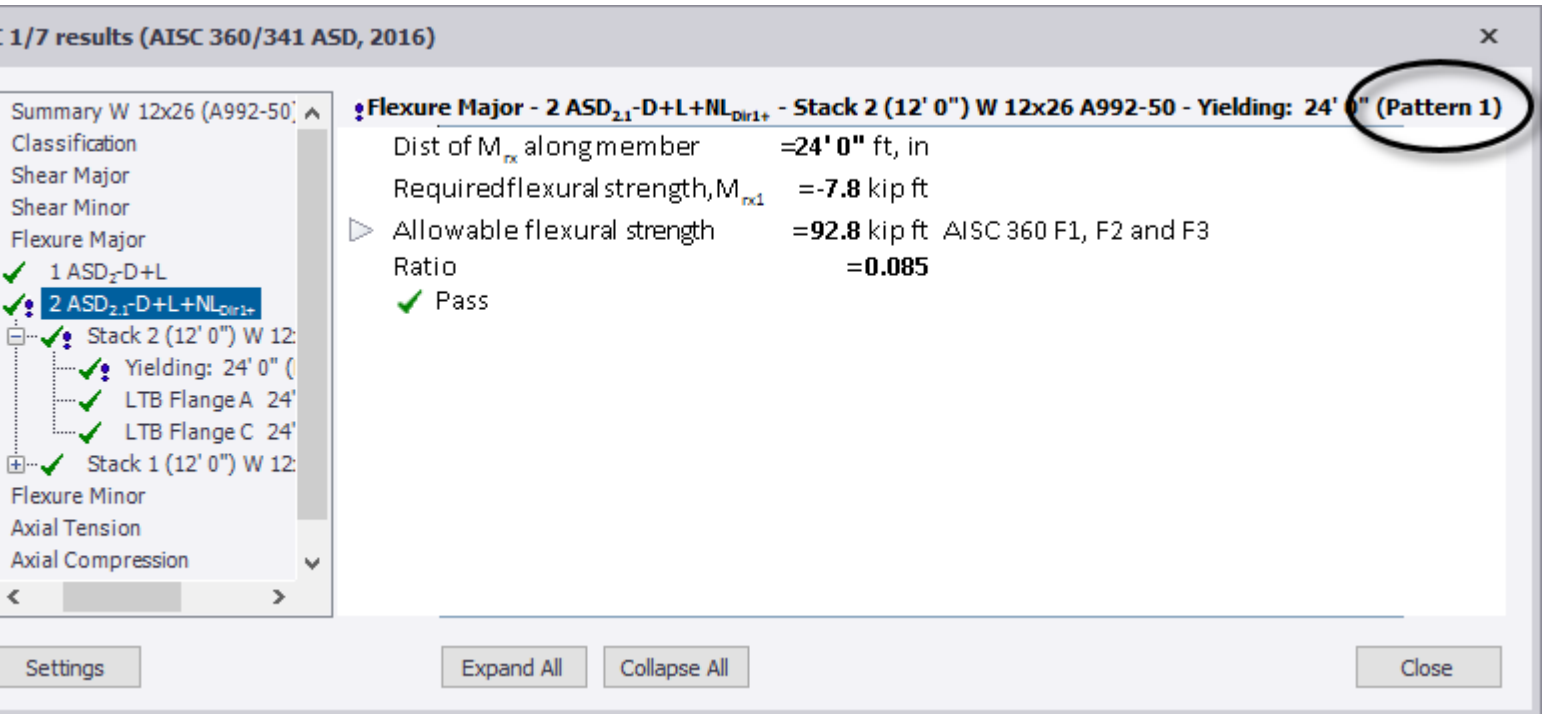 1/7 results (AISC 360/341 ASD, 2016)
Summary W 12x26 (A992-50)
Classification
Shear Major
Shear Minor
Flexure Major
1 ASD2-D+L
2 ASD2.1-D+L+NLDir1+
Stack 2 (12' 0") W 12:
Yielding: 24' 0" (
LTB Flange A 24'
LTB Flange C 24'
Stack 1 (12' 0") W 12:
Flexure Minor
Axial Tension
Axial Compression
Flexure Major - 2 ASD2.1-D+L+NLDir1+ - Stack 2 (12' 0") W 12x26 A992-50 - Yielding: 24' 0" (Pattern 1)
Dist of Mrx along member =24' 0" ft, in
Required flexural strength, Mrx1 =-7.8 kip ft
Allowable flexural strength =92.8 kip ft AISC 360 F1, F2 and F3
Ratio =0.085
Pass
Settings
Expand All
Collapse All
Close